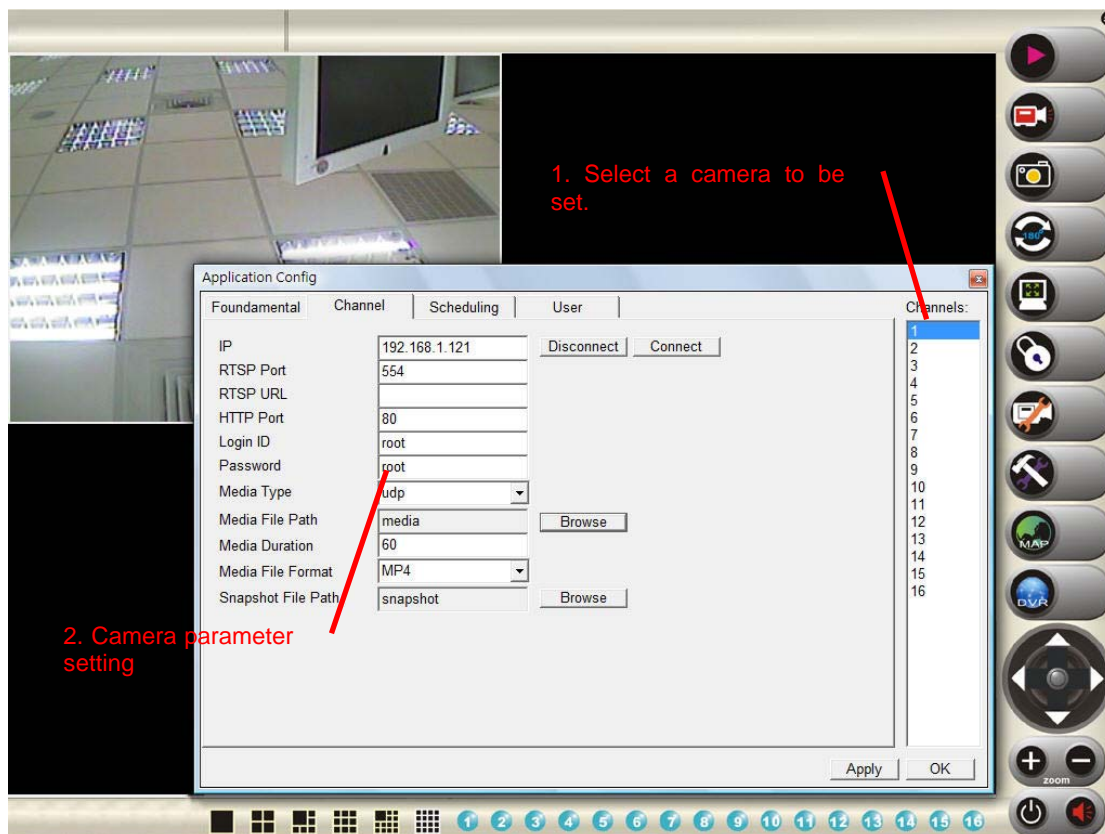 1. Select a camera to be
set.
Application Config
Foundamental Channel Scheduling User
Channels:
IP 192.168.1.121 Disconnect Connect
RTSP Port 554
RTSP URL
HTTP Port 80
Login ID root
Password root
Media Type udp
Media File Path media Browse
Media Duration 60
Media File Format MP4
Snapshot File Path snapshot Browse
1
2
3
4
5
6
7
8
9
10
11
12
13
14
15
16
2. Camera parameter
setting
Apply OK
180°
MAP
DVR
zoom
1 2 3 4 5 6 7 8 9 10 11 12 13 14 15 16